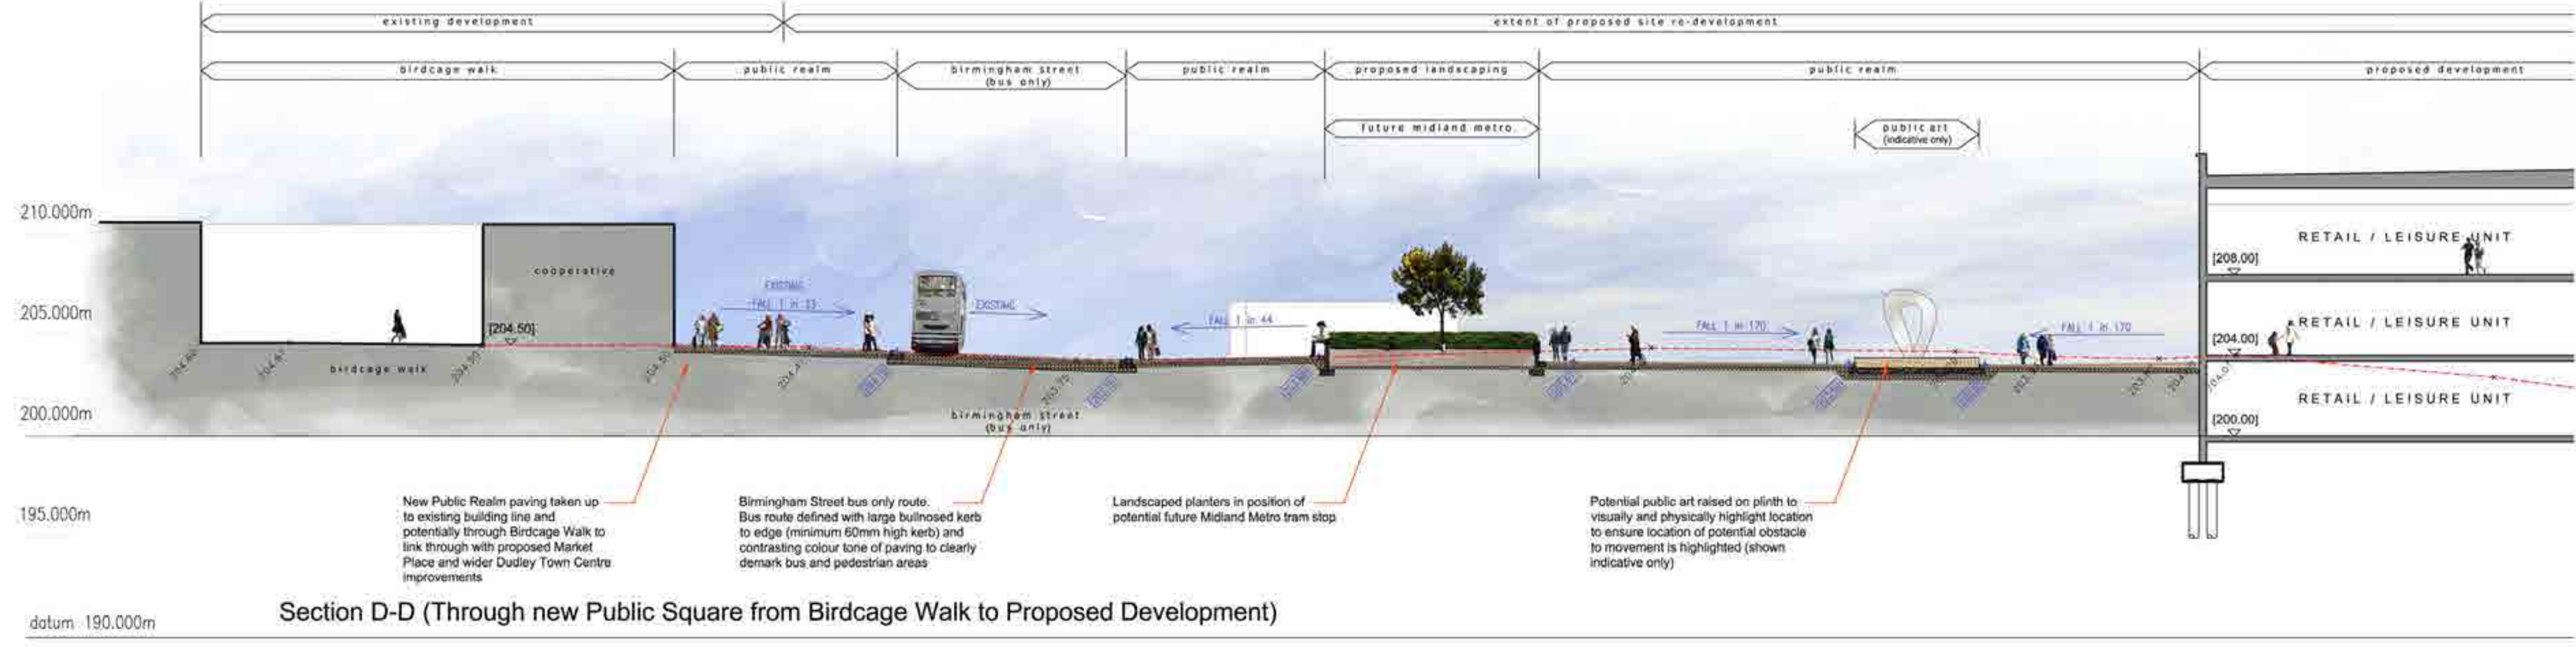 existing development
extent of proposed site re-development
birdcage walk
public realm
birmingham street
(bus only)
public realm
proposed landscaping
public realm
proposed development
future midland metro
public art
(indicative only)
210.000m
RETAIL / LEISURE UNIT
[208.00]
cooperative
EXISTING
FALL 1 in 33
EXISTING
205.000m
[204.50]
FALL 1 in 44
FALL 1 in 170
FALL 1 in 170
RETAIL / LEISURE UNIT
[204.00]
birdcage walk
204.50
203.75
RETAIL / LEISURE UNIT
200.000m
birmingham street
(bus only)
[200.00]
195.000m
New Public Realm paving taken up
to existing building line and
potentially through Birdcage Walk to
link through with proposed Market
Place and wider Dudley Town Centre
improvements
Birmingham Street bus only route.
Bus route defined with large bullnosed kerb
to edge (minimum 60mm high kerb) and
contrasting colour tone of paving to clearly
demark bus and pedestrian areas
Landscaped planters in position of
potential future Midland Metro tram stop
Potential public art raised on plinth to
visually and physically highlight location
to ensure location of potential obstacle
to movement is highlighted (shown
indicative only)
Section D-D (Through new Public Square from Birdcage Walk to Proposed Development)
datum 190.000m